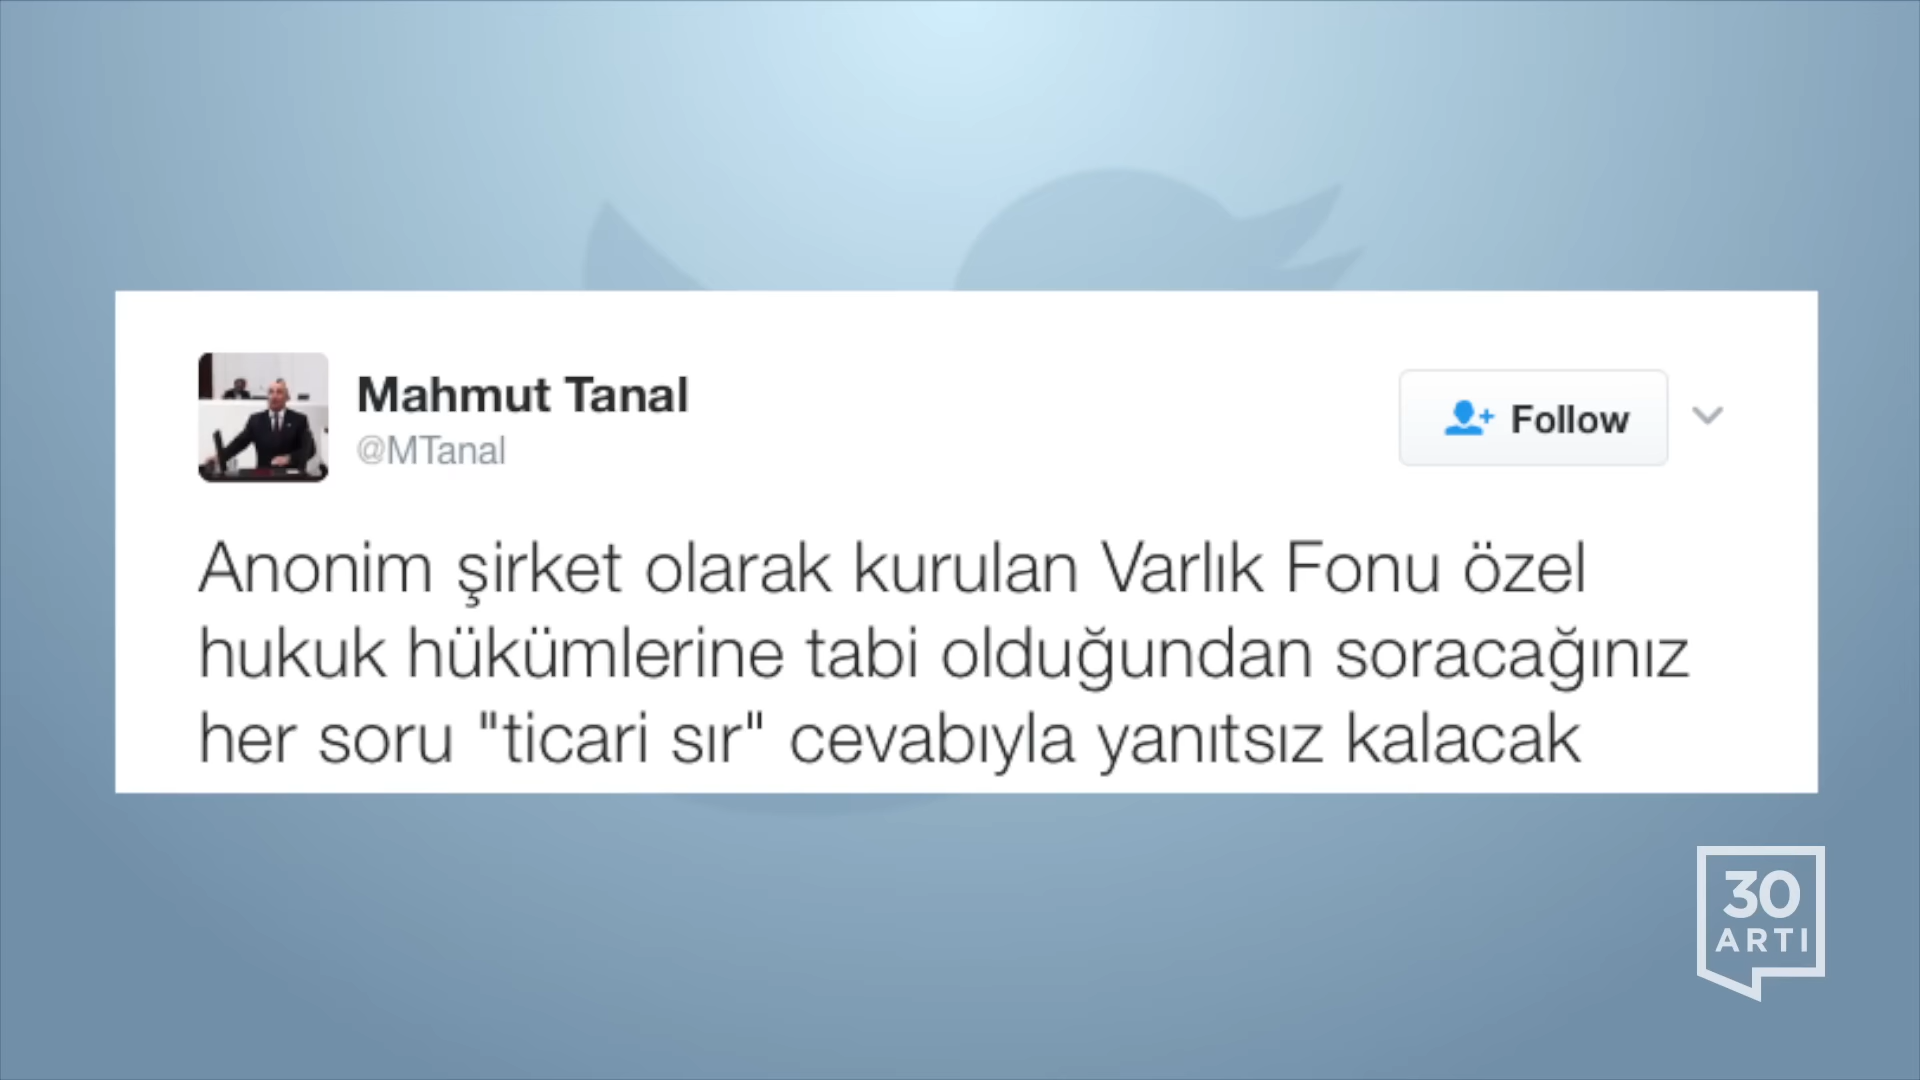 Mahmut Tanal
@MTanal
Follow
Anonim şirket olarak kurulan Varlık Fonu özel
hukuk hükümlerine tabi olduğundan soracağınız
her soru "ticari sır" cevabıyla yanıtsız kalacak
30
ARTI